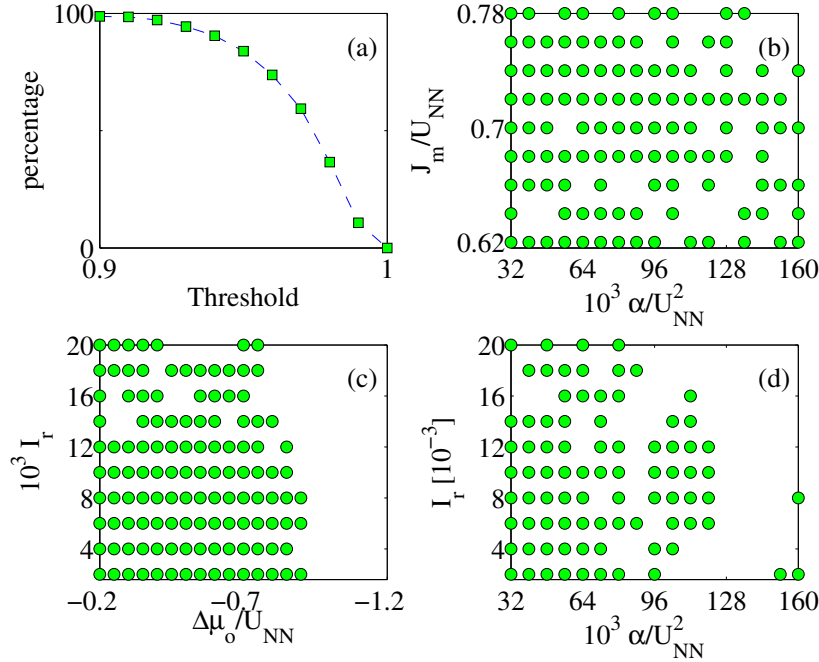 100
(a)
percentage
0
0.9
1
Threshold
0.78
(b)
J_m/U_NN
0.7
0.62
32
64
96
128
160
10^3 α/U_NN^2
20
(c)
16
10^3 I_r
12
8
4
−0.2
−0.7
−1.2
Δμ_o/U_NN
20
(d)
16
I_r [10^−3]
12
8
4
32
64
96
128
160
10^3 α/U_NN^2